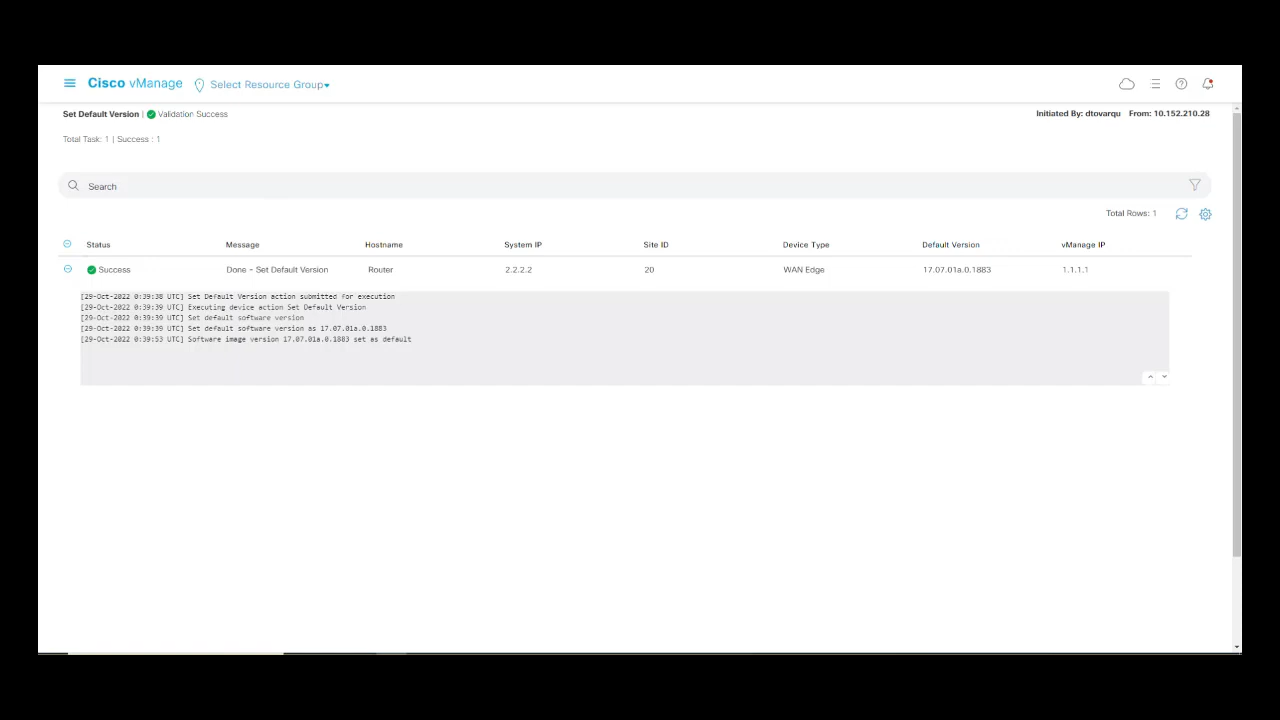 Cisco vManage Select Resource Group
Set Default Version | Validation Success Initiated By: dtovarqu From: 10.152.210.28
Total Task: 1 | Success : 1
Search
Total Rows: 1
Status Message Hostname System IP Site ID Device Type Default Version vManage IP
Success Done - Set Default Version Router 2.2.2.2 20 WAN Edge 17.07.01a.0.1883 1.1.1.1
[29-Oct-2022 0:39:38 UTC] Set Default Version action submitted for execution
[29-Oct-2022 0:39:39 UTC] Executing device action Set Default Version
[29-Oct-2022 0:39:39 UTC] Set default software version
[29-Oct-2022 0:39:39 UTC] Set default software version as 17.07.01a.0.1883
[29-Oct-2022 0:39:53 UTC] Software image version 17.07.01a.0.1883 set as default